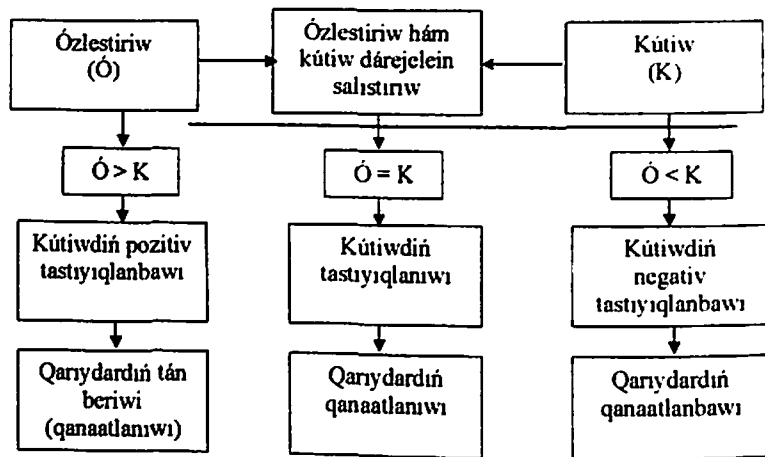 Ózlestiriw
(Ó)
Ózlestiriw hám
kútiw dárejclein
salıstırıw
Kútiw
(K)
Ó > K
Ó = K
Ó < K
Kútiwdiń pozitiv
tastıyıqlanbawı
Kútiwdiń
tastıyıqlanıwı
Kútiwdiń
negativ
tastıyıqlanbawı
Qarıydardıń tán
beriwi
(qanaatlanıwı)
Qarıydardıń
qanaatlanıwı
Qarıydardıń
qanaatlanbawı